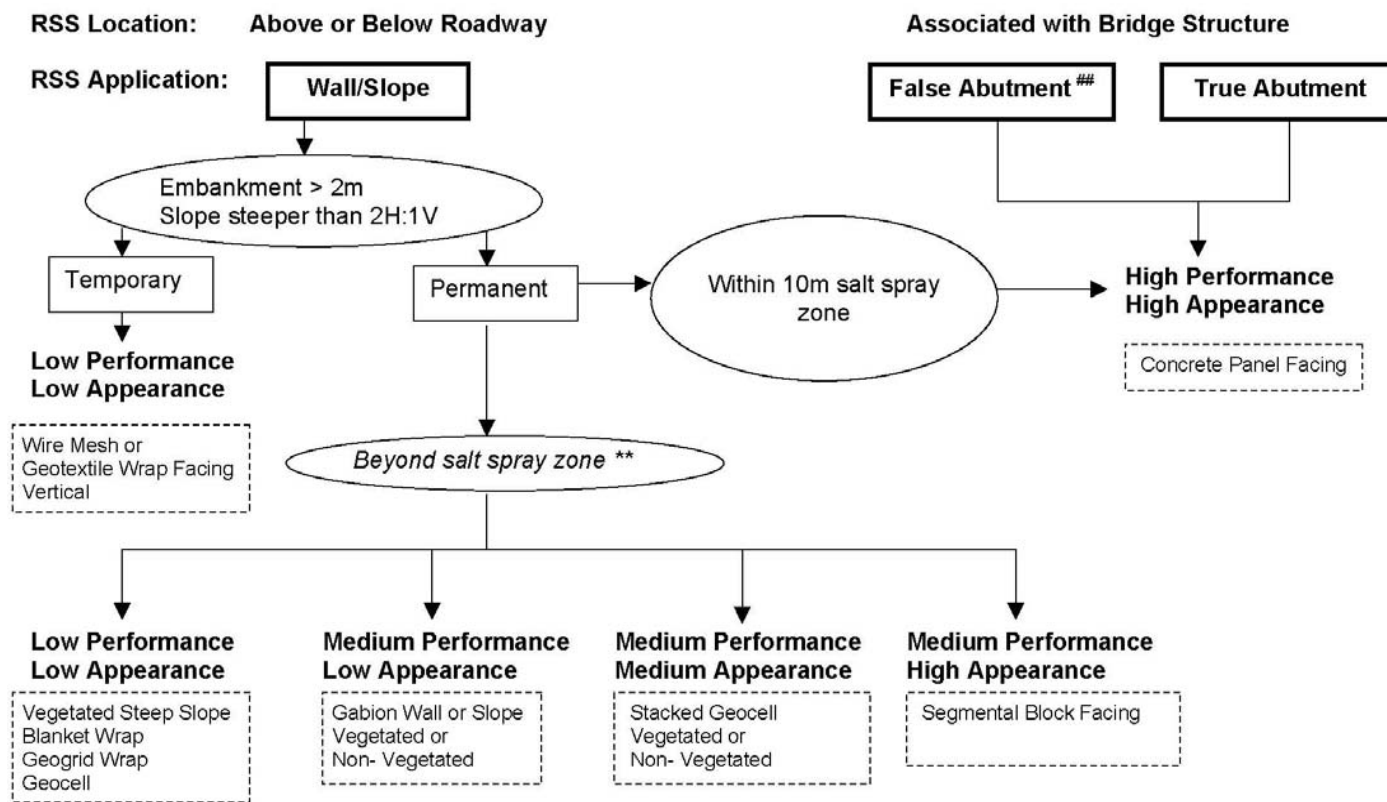 RSS Location: Above or Below Roadway Associated with Bridge Structure
RSS Application: Wall/Slope False Abutment ## True Abutment
Embankment > 2m
Slope steeper than 2H:1V
Temporary
Permanent
Within 10m salt spray
zone
High Performance
High Appearance
Concrete Panel Facing
Low Performance
Low Appearance
Wire Mesh or
Geotextile Wrap Facing
Vertical
Beyond salt spray zone **
Low Performance
Low Appearance
Vegetated Steep Slope
Blanket Wrap
Geogrid Wrap
Geocell
Medium Performance
Low Appearance
Gabion Wall or Slope
Vegetated or
Non- Vegetated
Medium Performance
Medium Appearance
Stacked Geocell
Vegetated or
Non- Vegetated
Medium Performance
High Appearance
Segmental Block Facing